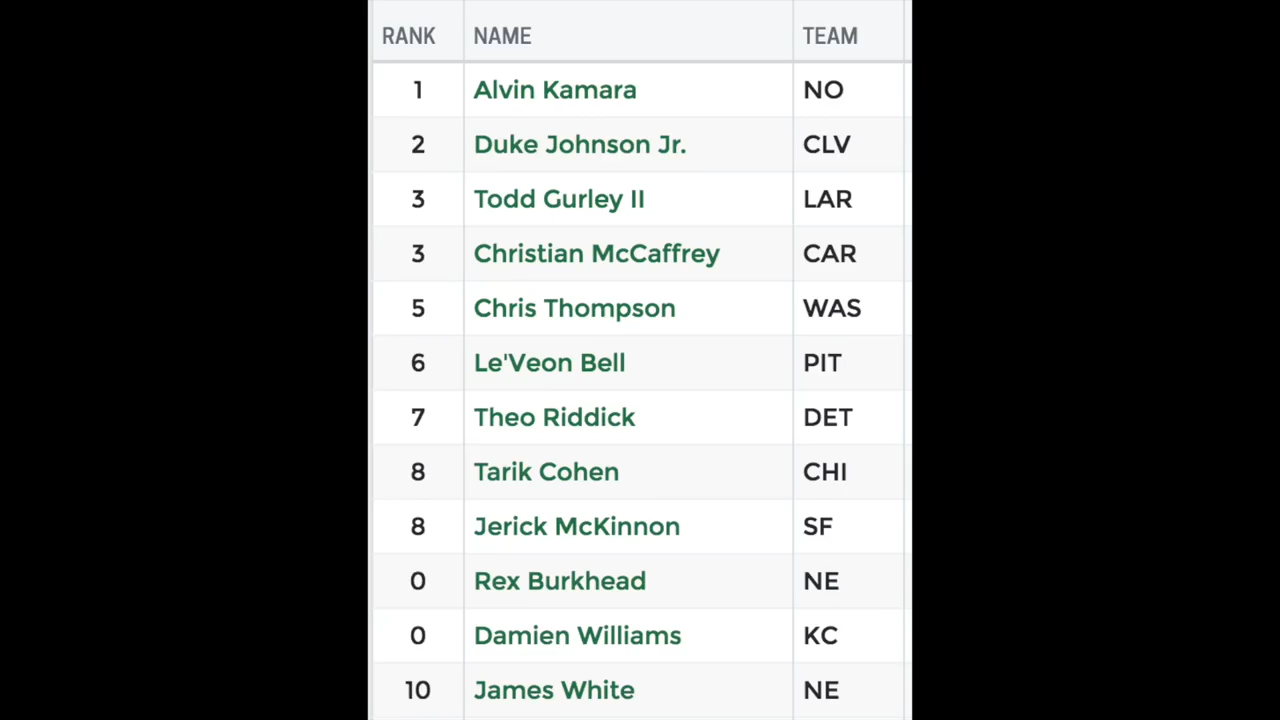 RANK NAME TEAM
1 Alvin Kamara NO
2 Duke Johnson Jr. CLV
3 Todd Gurley II LAR
3 Christian McCaffrey CAR
5 Chris Thompson WAS
6 Le'Veon Bell PIT
7 Theo Riddick DET
8 Tarik Cohen CHI
8 Jerick McKinnon SF
0 Rex Burkhead NE
0 Damien Williams KC
10 James White NE